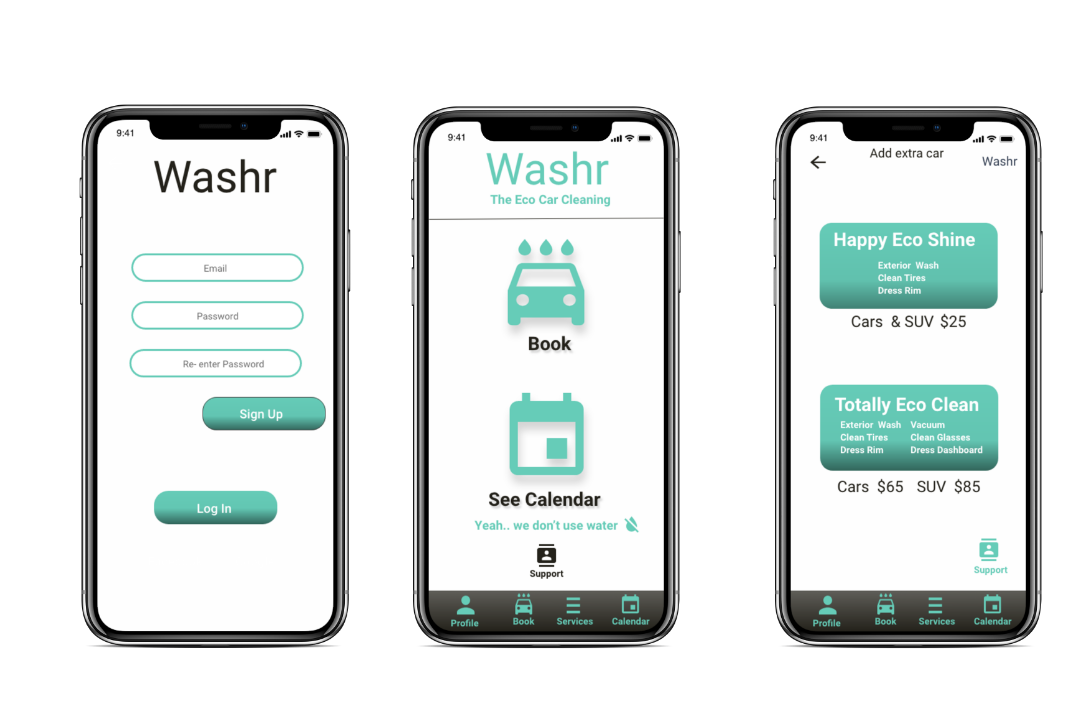 9:41
Washr
Email
Password
Re- enter Password
Sign Up
Log In
9:41
Washr
The Eco Car Cleaning
Book
See Calendar
Yeah.. we don't use water
Support
Profile
Book
Services
Calendar
9:41
Add extra car
Washr
Happy Eco Shine
Exterior Wash
Clean Tires
Dress Rim
Cars & SUV $25
Totally Eco Clean
Exterior Wash Vacuum
Clean Tires Clean Glasses
Dress Rim Dress Dashboard
Cars $65 SUV $85
Support
Profile
Book
Services
Calendar